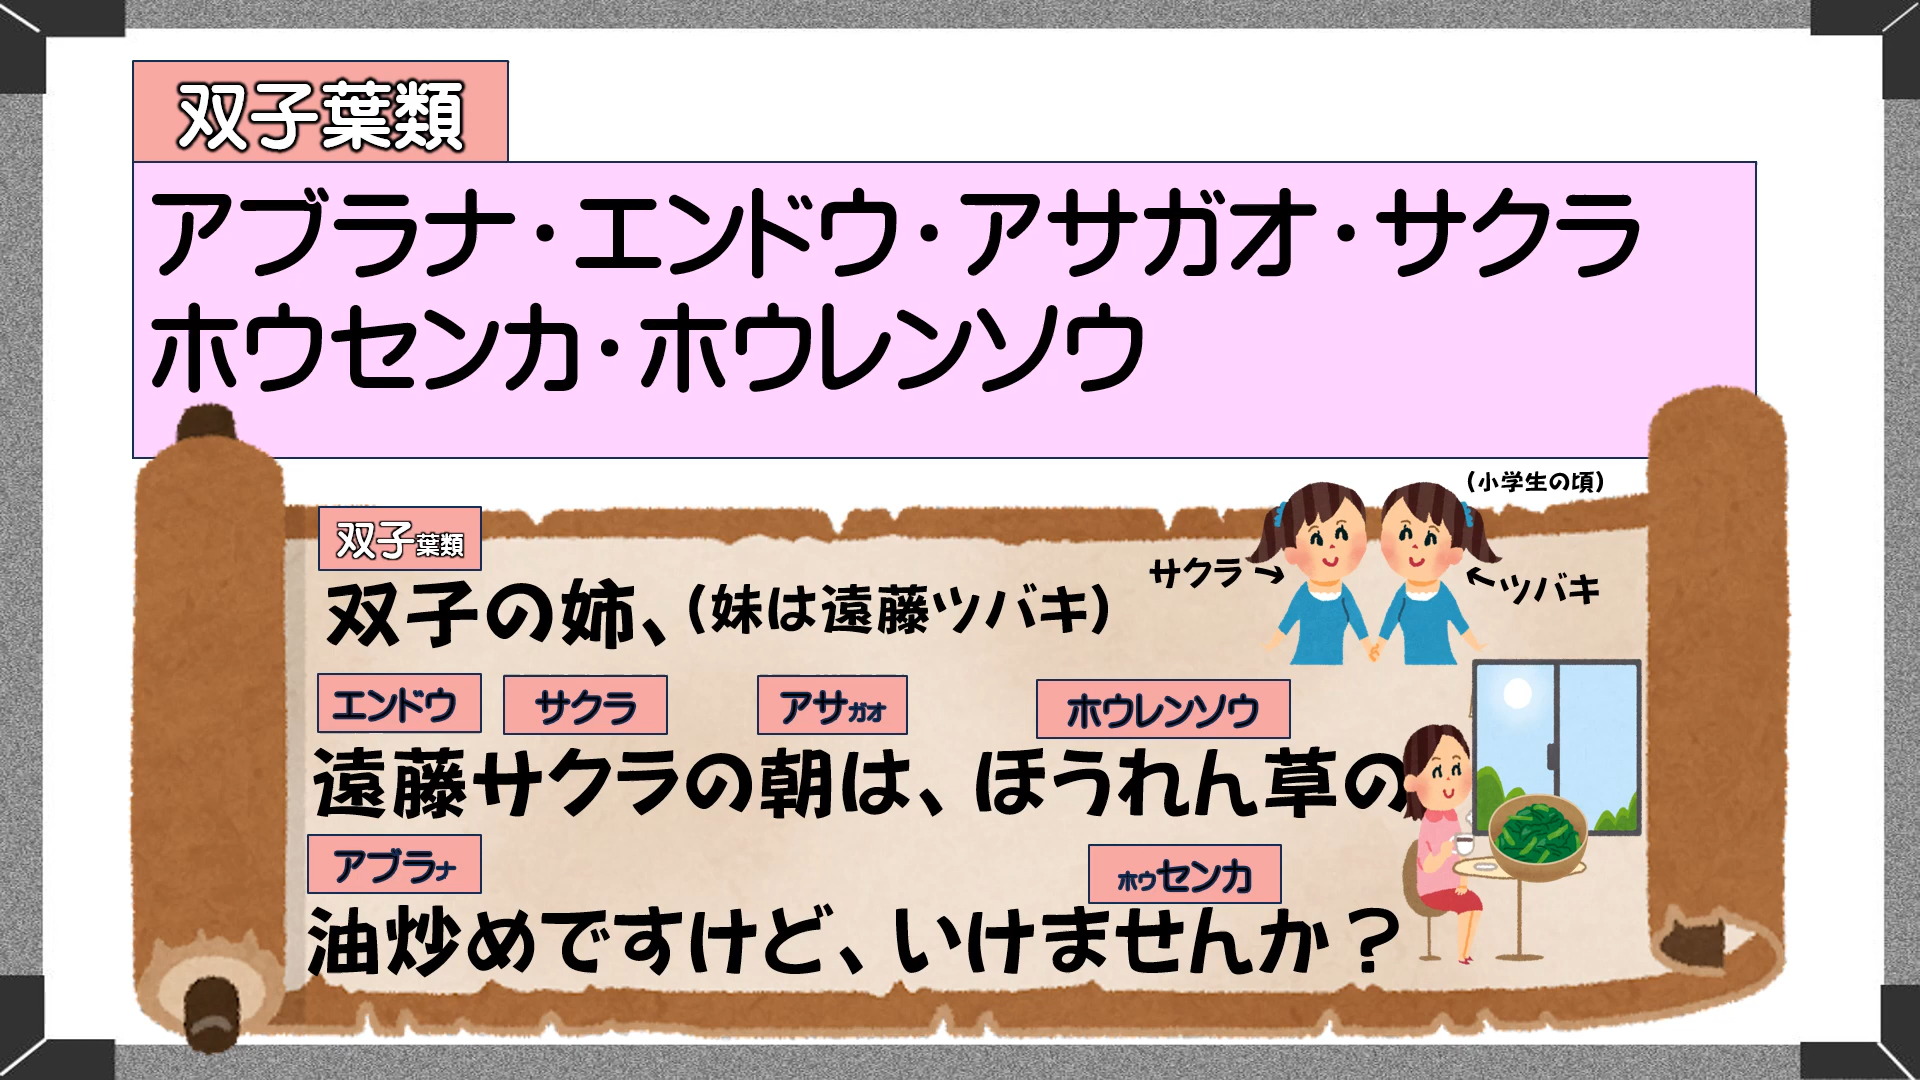 双子葉類
アブラナ・エンドウ・アサガオ・サクラ
ホウセンカ・ホウレンソウ
(小学生の頃)
双子葉類
サクラ→
←ツバキ
双子の姉、(妹は遠藤ツバキ)
エンドウ サクラ アサガオ ホウレンソウ
遠藤サクラの朝は、ほうれん草の
アブラナ ホウセンカ
油炒めですけど、いけませんか?